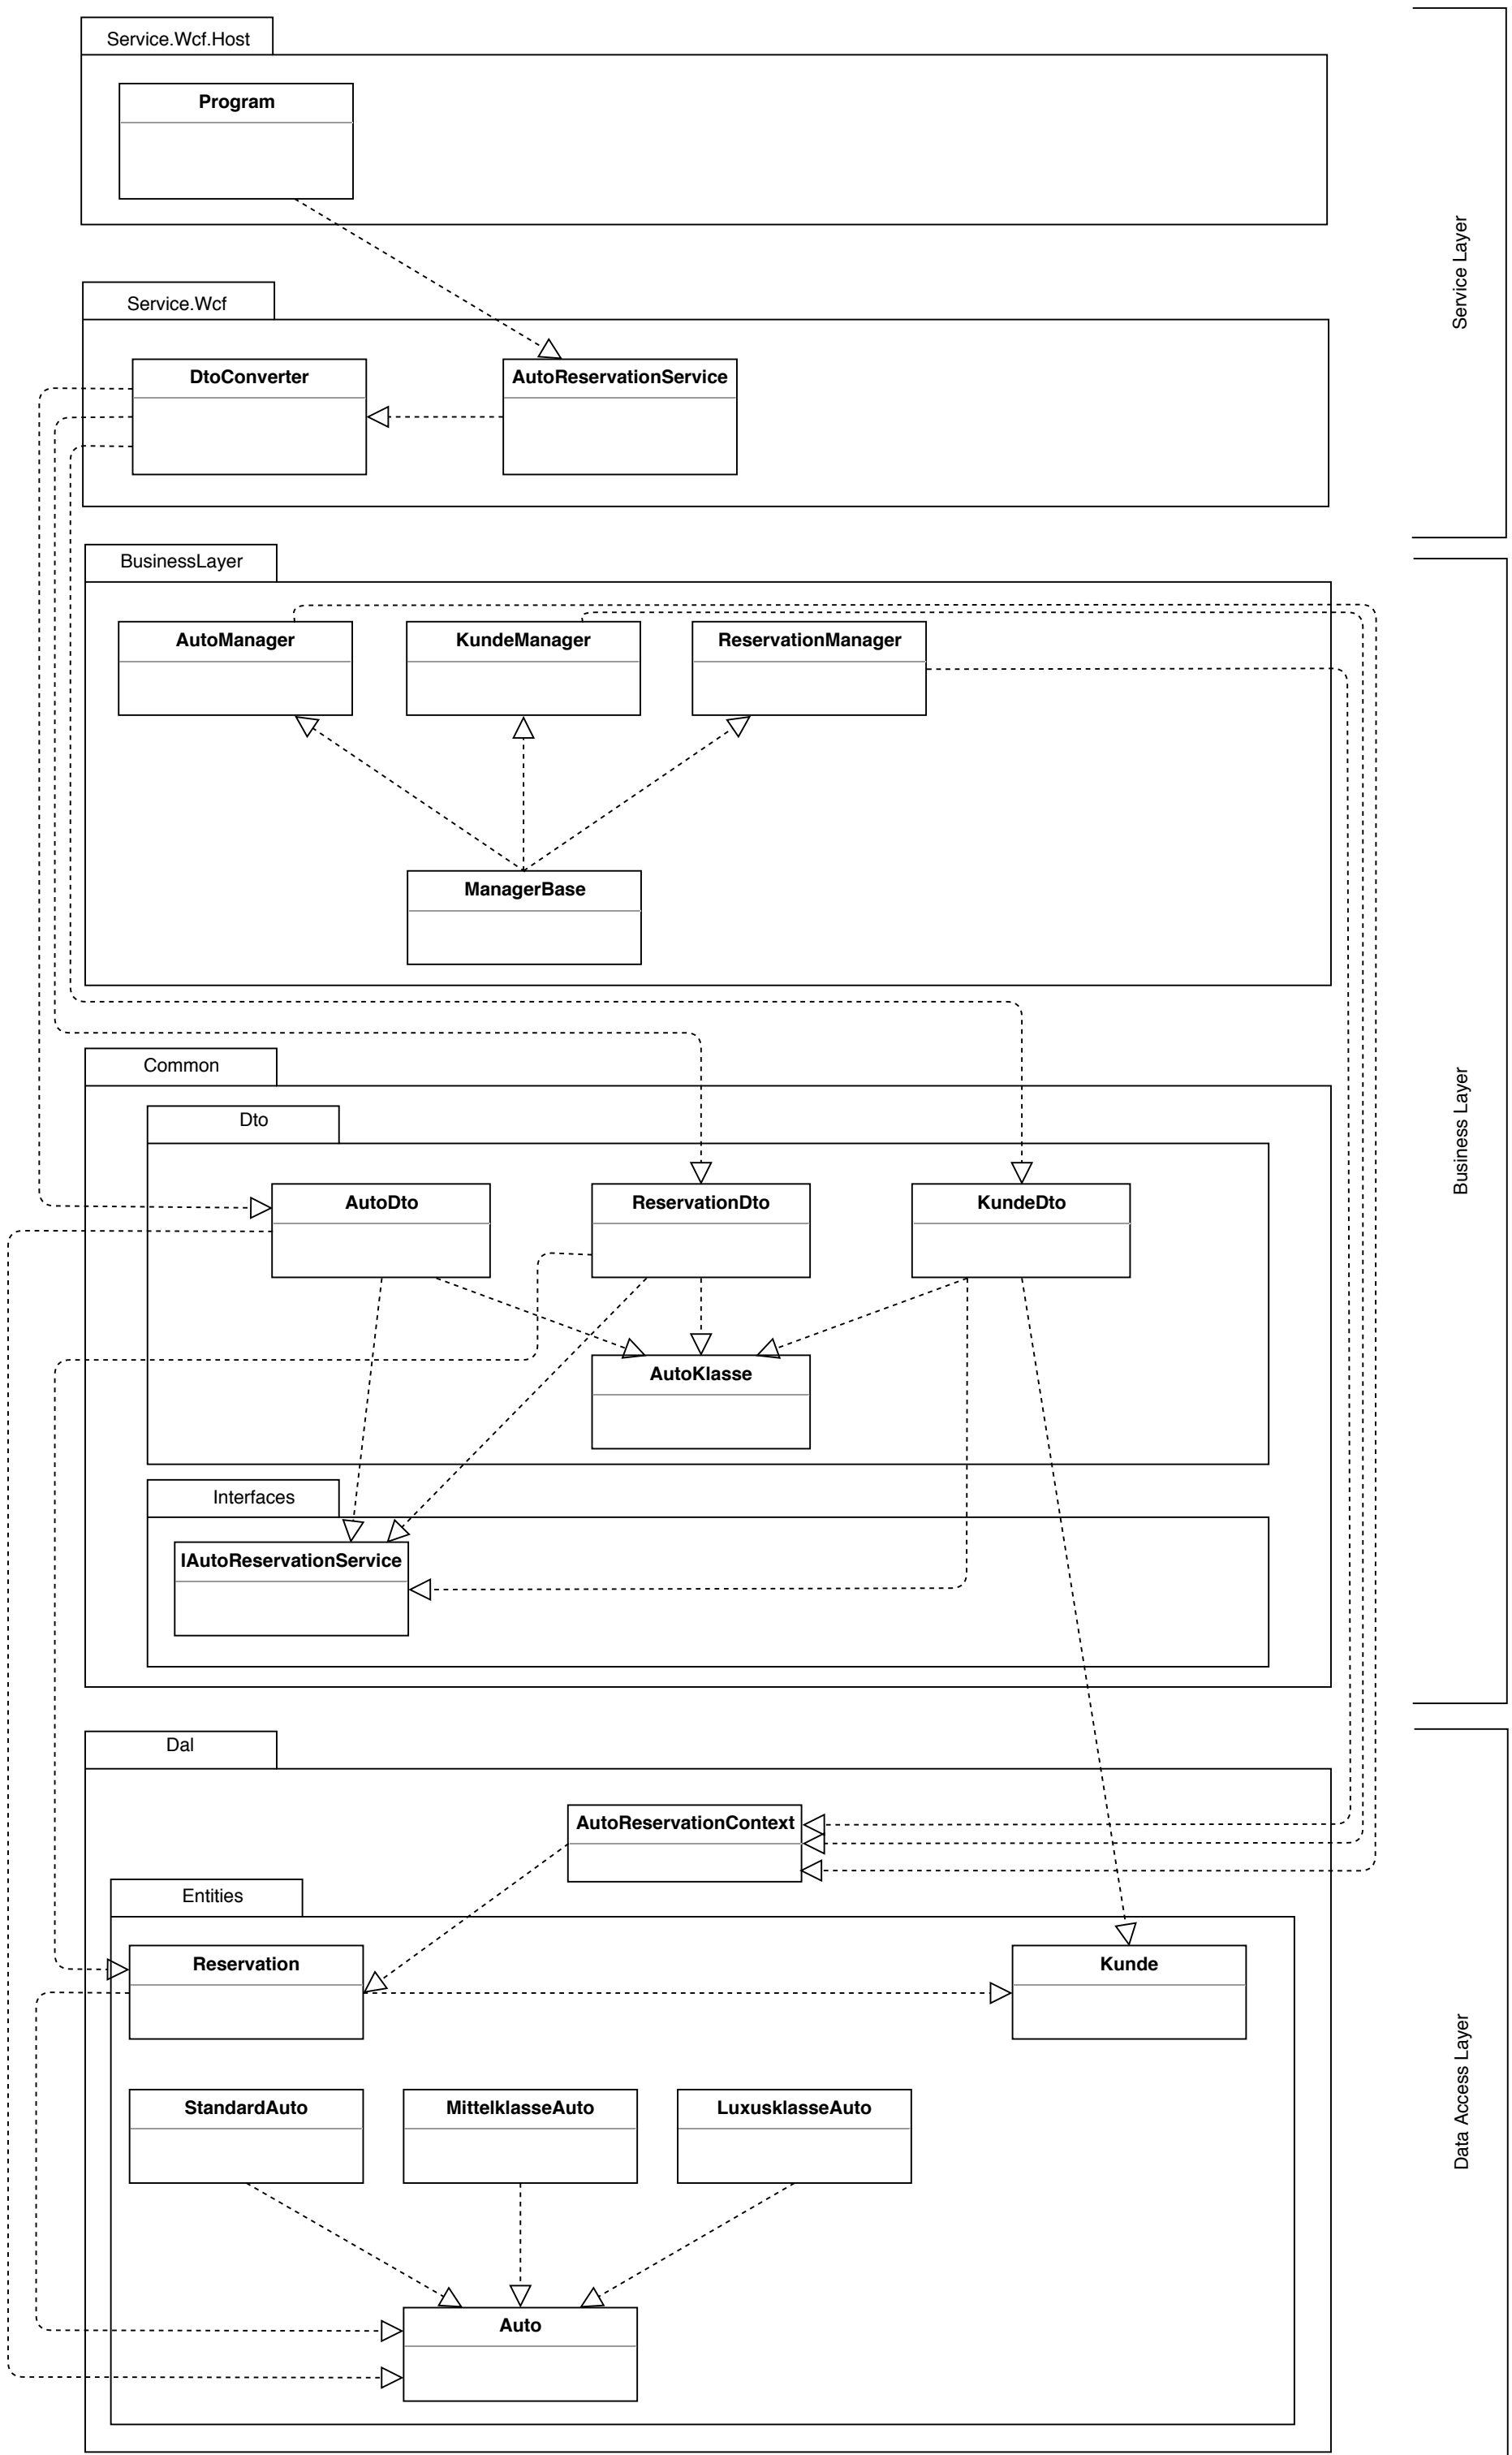 Service.Wcf.Host
Program
Service Layer
Service.Wcf
DtoConverter
AutoReservationService
BusinessLayer
AutoManager
KundeManager
ReservationManager
ManagerBase
Business Layer
Common
Dto
AutoDto
ReservationDto
KundeDto
AutoKlasse
Interfaces
IAutoReservationService
Dal
AutoReservationContext
Entities
Reservation
Kunde
Data Access Layer
StandardAuto
MittelklasseAuto
LuxusklasseAuto
Auto